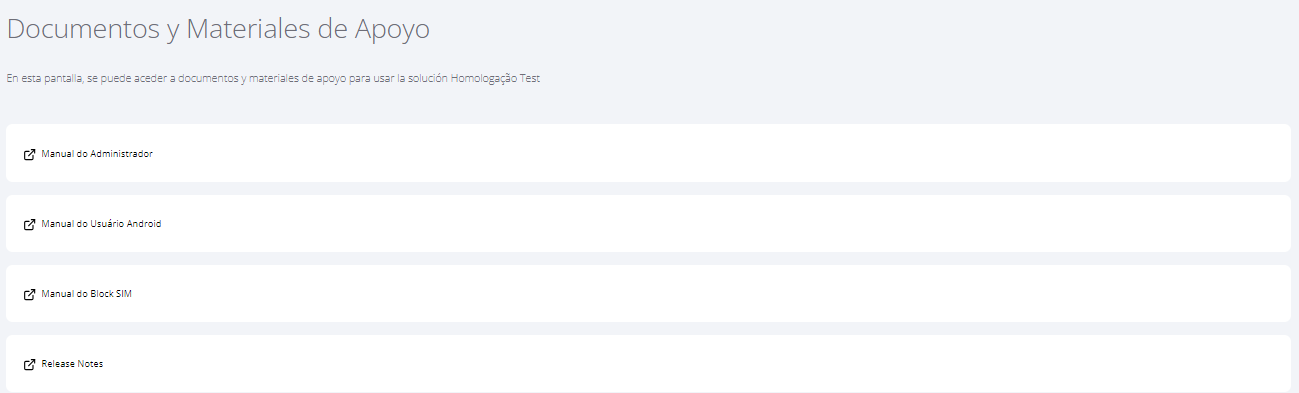 Documentos y Materiales de Apoyo
En esta pantalla, se puede aceder a documentos y materiales de apoyo para usar la solución Homologação Test
Manual do Administrador
Manual do Usuário Android
Manual do Block SIM
Release Notes